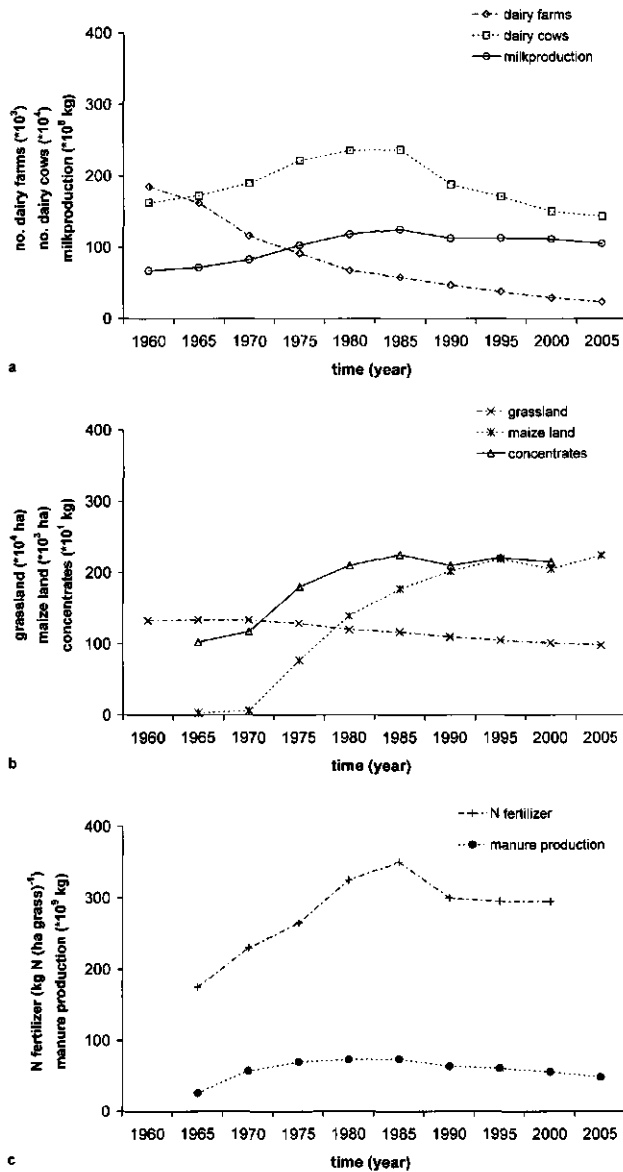 dairy farms
dairy cows
milkproduction
no. dairy farms (*10³)
no. dairy cows (*10⁴)
milkproduction (*10⁸ kg)
400
300
200
100
0
1960 1965 1970 1975 1980 1985 1990 1995 2000 2005
time (year)
a
grassland
maize land
concentrates
grassland (*10⁴ ha)
maize land (*10³ ha)
concentrates (*10¹ kg)
400
300
200
100
0
1960 1965 1970 1975 1980 1985 1990 1995 2000 2005
time (year)
b
N fertilizer
manure production
N fertilizer (kg N (ha grass)⁻¹)
manure production (*10⁹ kg)
400
300
200
100
0
1960 1965 1970 1975 1980 1985 1990 1995 2000 2005
time (year)
c